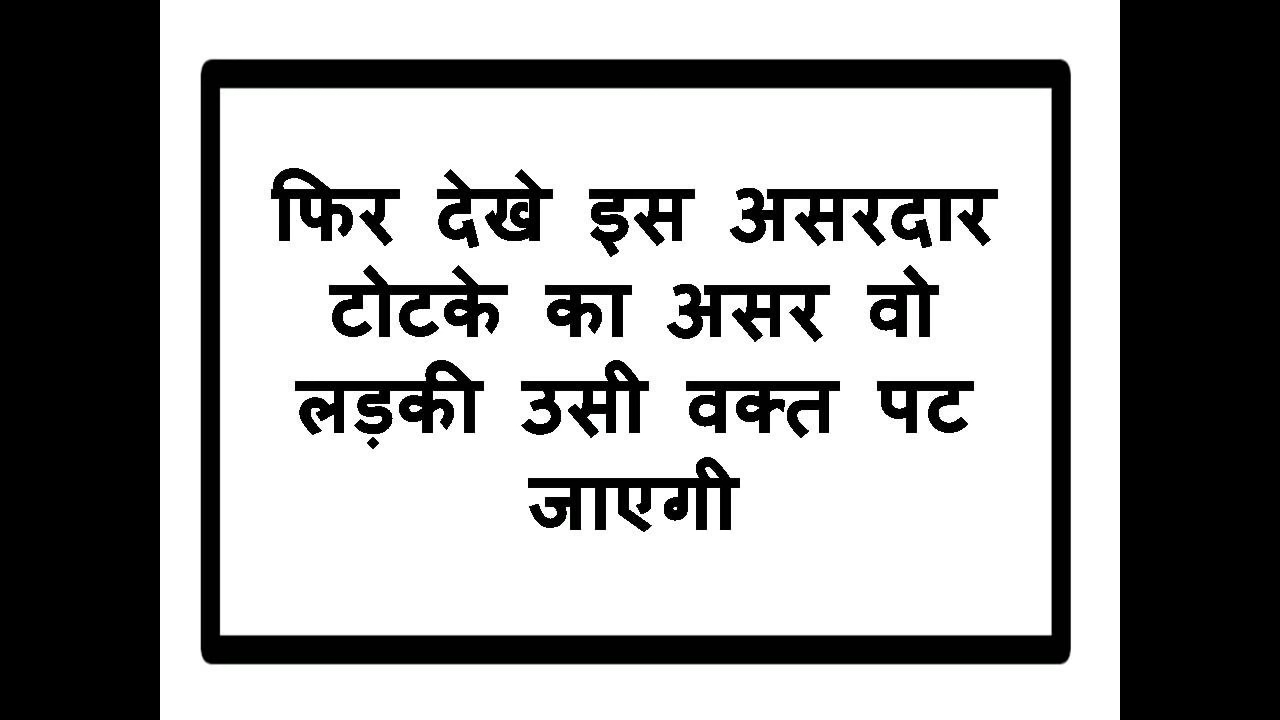 फिर देखे इस असरदार
टोटके का असर वो
लड़की उसी वक्त पट
जाएगी